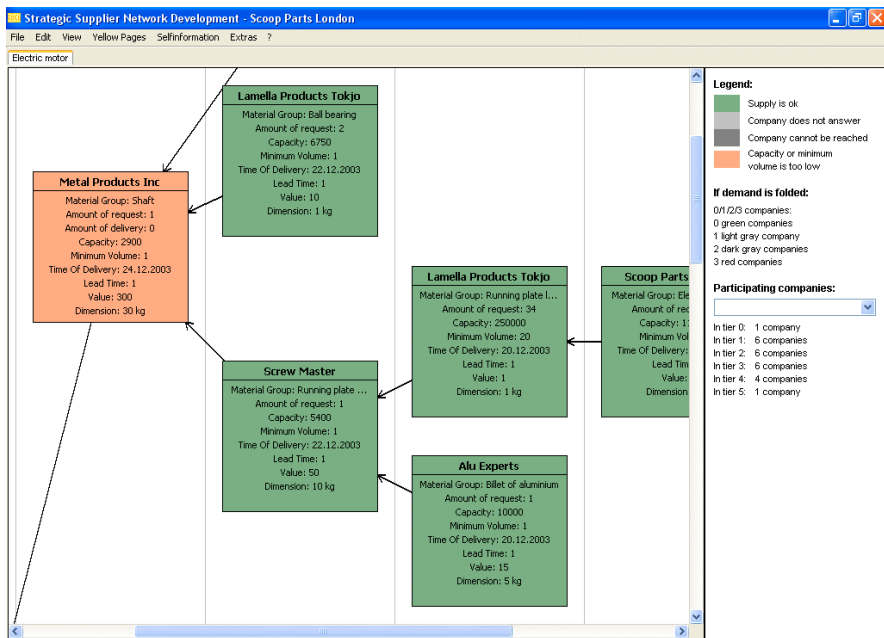 Strategic Supplier Network Development - Scoop Parts London
File Edit View Yellow Pages Selfinformation Extras ?
Electric motor
Lamella Products Tokjo
Material Group: Ball bearing
Amount of request: 2
Capacity: 6750
Minimum Volume: 1
Time Of Delivery: 22.12.2003
Lead Time: 1
Value: 10
Dimension: 1 kg
Metal Products Inc
Material Group: Shaft
Amount of request: 1
Amount of delivery: 0
Capacity: 2900
Minimum Volume: 1
Time Of Delivery: 24.12.2003
Lead Time: 1
Value: 300
Dimension: 30 kg
Lamella Products Tokjo
Material Group: Running plate l...
Amount of request: 34
Capacity: 250000
Minimum Volume: 20
Time Of Delivery: 20.12.2003
Lead Time: 1
Value: 1
Dimension: 1 kg
Scoop Parts
Material Group: Ele
Amount of rec
Capacity: 1
Minimum Vol
Time Of Delivery:
Lead Tim
Value:
Dimension
Screw Master
Material Group: Running plate ...
Amount of request: 1
Capacity: 5400
Minimum Volume: 1
Time Of Delivery: 22.12.2003
Lead Time: 1
Value: 50
Dimension: 10 kg
Alu Experts
Material Group: Billet of aluminium
Amount of request: 1
Capacity: 10000
Minimum Volume: 1
Time Of Delivery: 20.12.2003
Lead Time: 1
Value: 15
Dimension: 5 kg
Legend:
Supply is ok
Company does not answer
Company cannot be reached
Capacity or minimum
volume is too low
If demand is folded:
0/1/2/3 companies:
0 green companies
1 light gray company
2 dark gray companies
3 red companies
Participating companies:
In tier 0: 1 company
In tier 1: 6 companies
In tier 2: 6 companies
In tier 3: 6 companies
In tier 4: 4 companies
In tier 5: 1 company